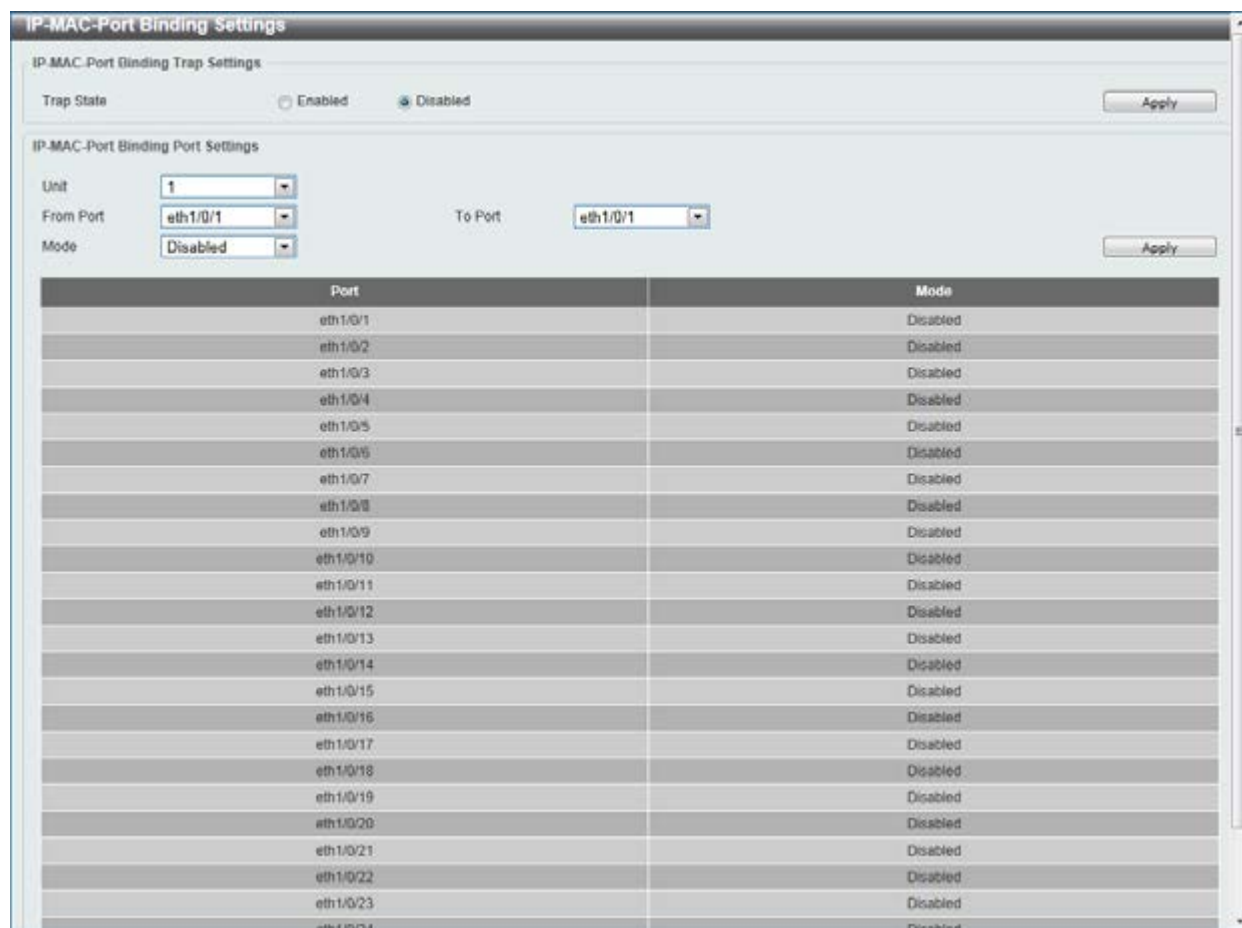 IP-MAC-Port Binding Settings
IP-MAC-Port Binding Trap Settings
Trap State Enabled Disabled Apply
IP-MAC-Port Binding Port Settings
Unit 1
From Port eth1/0/1 To Port eth1/0/1
Mode Disabled Apply
Port Mode
eth1/0/1 Disabled
eth1/0/2 Disabled
eth1/0/3 Disabled
eth1/0/4 Disabled
eth1/0/5 Disabled
eth1/0/6 Disabled
eth1/0/7 Disabled
eth1/0/8 Disabled
eth1/0/9 Disabled
eth1/0/10 Disabled
eth1/0/11 Disabled
eth1/0/12 Disabled
eth1/0/13 Disabled
eth1/0/14 Disabled
eth1/0/15 Disabled
eth1/0/16 Disabled
eth1/0/17 Disabled
eth1/0/18 Disabled
eth1/0/19 Disabled
eth1/0/20 Disabled
eth1/0/21 Disabled
eth1/0/22 Disabled
eth1/0/23 Disabled